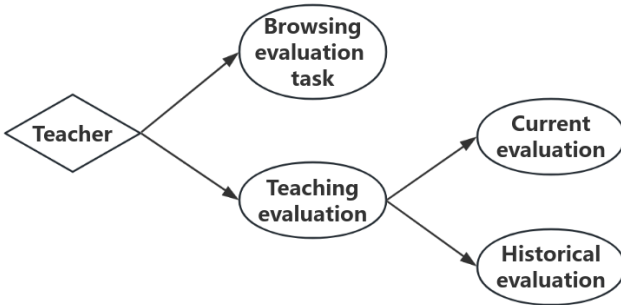 Browsing
evaluation
task
Teacher
Teaching
evaluation
Current
evaluation
Historical
evaluation